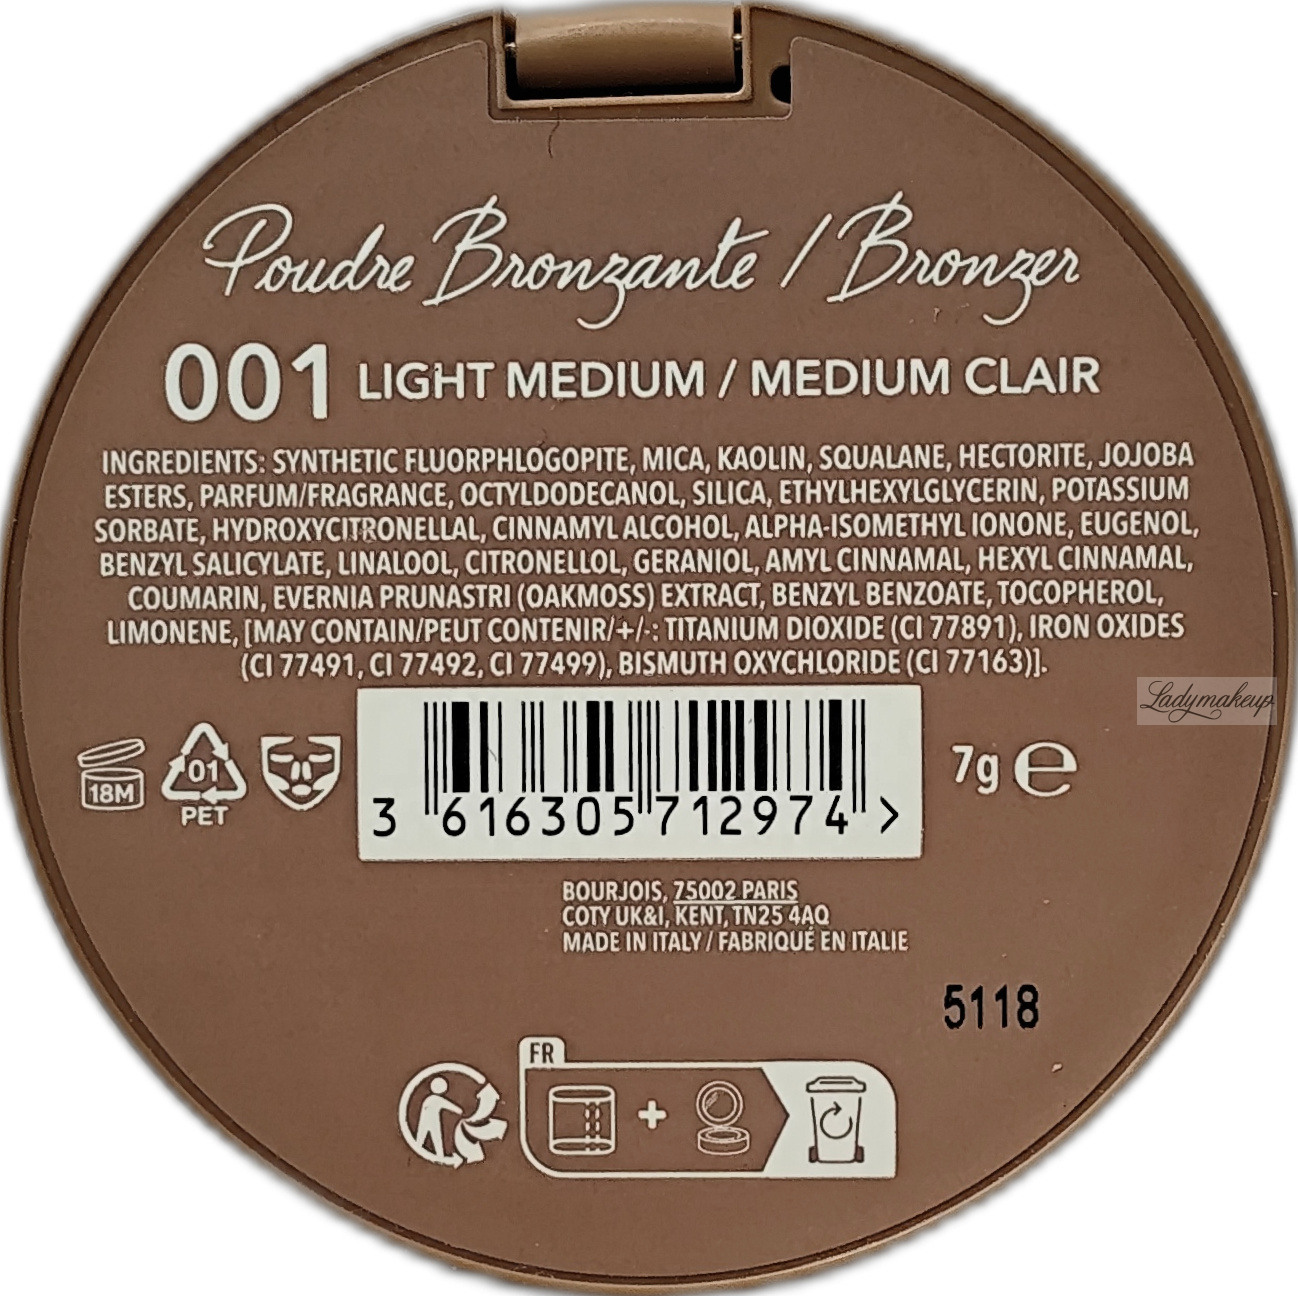 Poudre Bronzante / Bronzer
001 LIGHT MEDIUM / MEDIUM CLAIR
INGREDIENTS: SYNTHETIC FLUORPHLOGOPITE, MICA, KAOLIN, SQUALANE, HECTORITE, JOJOBA
ESTERS, PARFUM/FRAGRANCE, OCTYLDODECANOL, SILICA, ETHYLHEXYLGLYCERIN, POTASSIUM
SORBATE, HYDROXYCITRONELLAL, CINNAMYL ALCOHOL, ALPHA-ISOMETHYL IONONE, EUGENOL,
BENZYL SALICYLATE, LINALOOL, CITRONELLOL, GERANIOL, AMYL CINNAMAL, HEXYL CINNAMAL,
COUMARIN, EVERNIA PRUNASTRI (OAKMOSS) EXTRACT, BENZYL BENZOATE, TOCOPHEROL,
LIMONENE, [MAY CONTAIN/PEUT CONTENIR/+/-: TITANIUM DIOXIDE (CI 77891), IRON OXIDES
(CI 77491, CI 77492, CI 77499), BISMUTH OXYCHLORIDE (CI 77163)].
Ladymakeup
18M
01
PET
7g ℮
3 616305 712974 >
BOURJOIS, 75002 PARIS
COTY UK&I, KENT, TN25 4AQ
MADE IN ITALY / FABRIQUÉ EN ITALIE
5118
FR
+